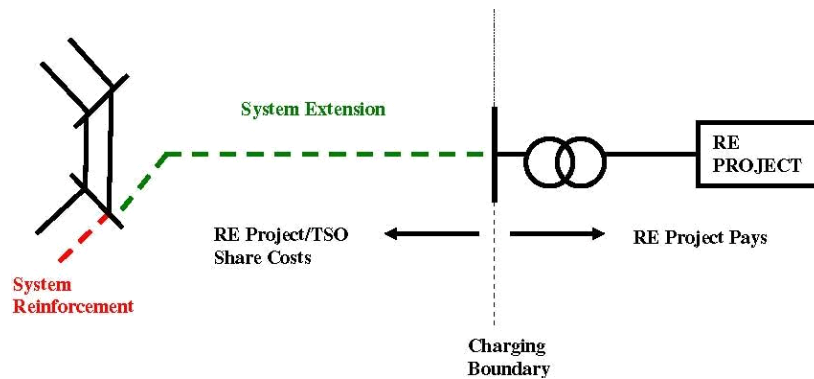 System Extension
RE
PROJECT
RE Project/TSO
Share Costs
RE Project Pays
System
Reinforcement
Charging
Boundary